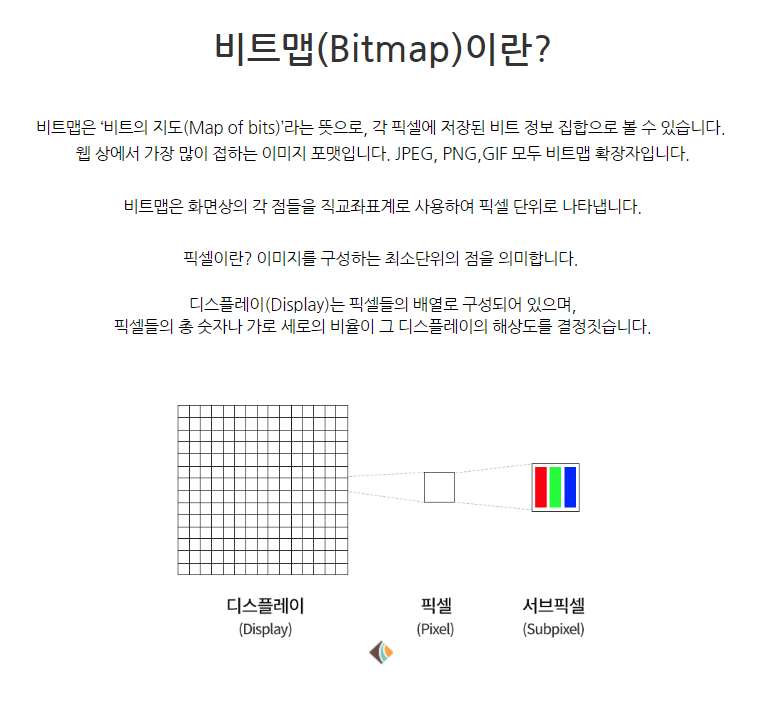 비트맵(Bitmap)이란?
비트맵은 ‘비트의 지도(Map of bits)’라는 뜻으로, 각 픽셀에 저장된 비트 정보 집합으로 볼 수 있습니다.
웹 상에서 가장 많이 접하는 이미지 포맷입니다. JPEG, PNG,GIF 모두 비트맵 확장자입니다.
비트맵은 화면상의 각 점들을 직교좌표계로 사용하여 픽셀 단위로 나타냅니다.
픽셀이란? 이미지를 구성하는 최소단위의 점을 의미합니다.
디스플레이(Display)는 픽셀들의 배열로 구성되어 있으며,
픽셀들의 총 숫자나 가로 세로의 비율이 그 디스플레이의 해상도를 결정짓습니다.
디스플레이 픽셀 서브픽셀
(Display) (Pixel) (Subpixel)